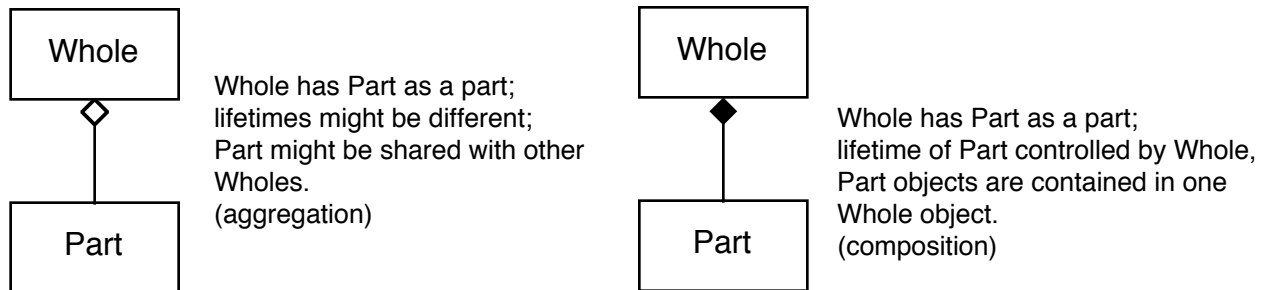 Whole
Whole has Part as a part;
lifetimes might be different;
Part might be shared with other
Wholes.
(aggregation)
Part
Whole
Whole has Part as a part;
lifetime of Part controlled by Whole,
Part objects are contained in one
Whole object.
(composition)
Part